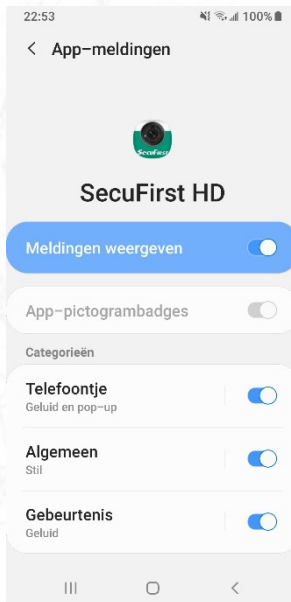 22:53
100%
App-meldingen
SecuFirst
SecuFirst HD
Meldingen weergeven
App-pictogrambadges
Categorieën
Telefoontje
Geluid en pop-up
Algemeen
Stil
Gebeurtenis
Geluid